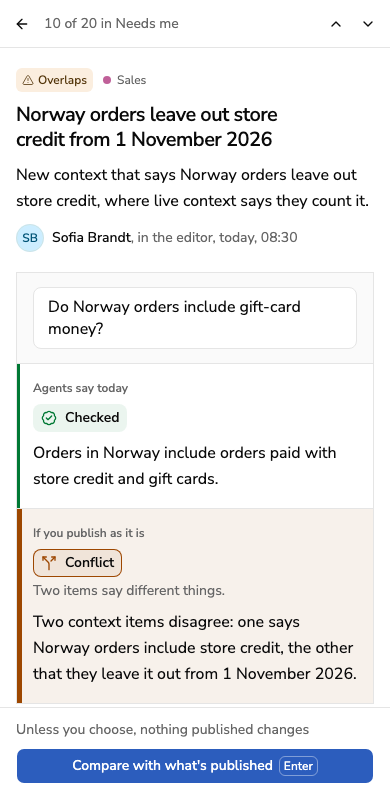 10 of 20 in Needs me
Overlaps
Sales
Norway orders leave out store
credit from 1 November 2026
New context that says Norway orders leave out
store credit, where live context says they count it.
SB
Sofia Brandt, in the editor, today, 08:30
Do Norway orders include gift-card
money?
Agents say today
Checked
Orders in Norway include orders paid with
store credit and gift cards.
If you publish as it is
Conflict
Two items say different things.
Two context items disagree: one says
Norway orders include store credit, the other
that they leave it out from 1 November 2026.
Unless you choose, nothing published changes
Compare with what's published Enter